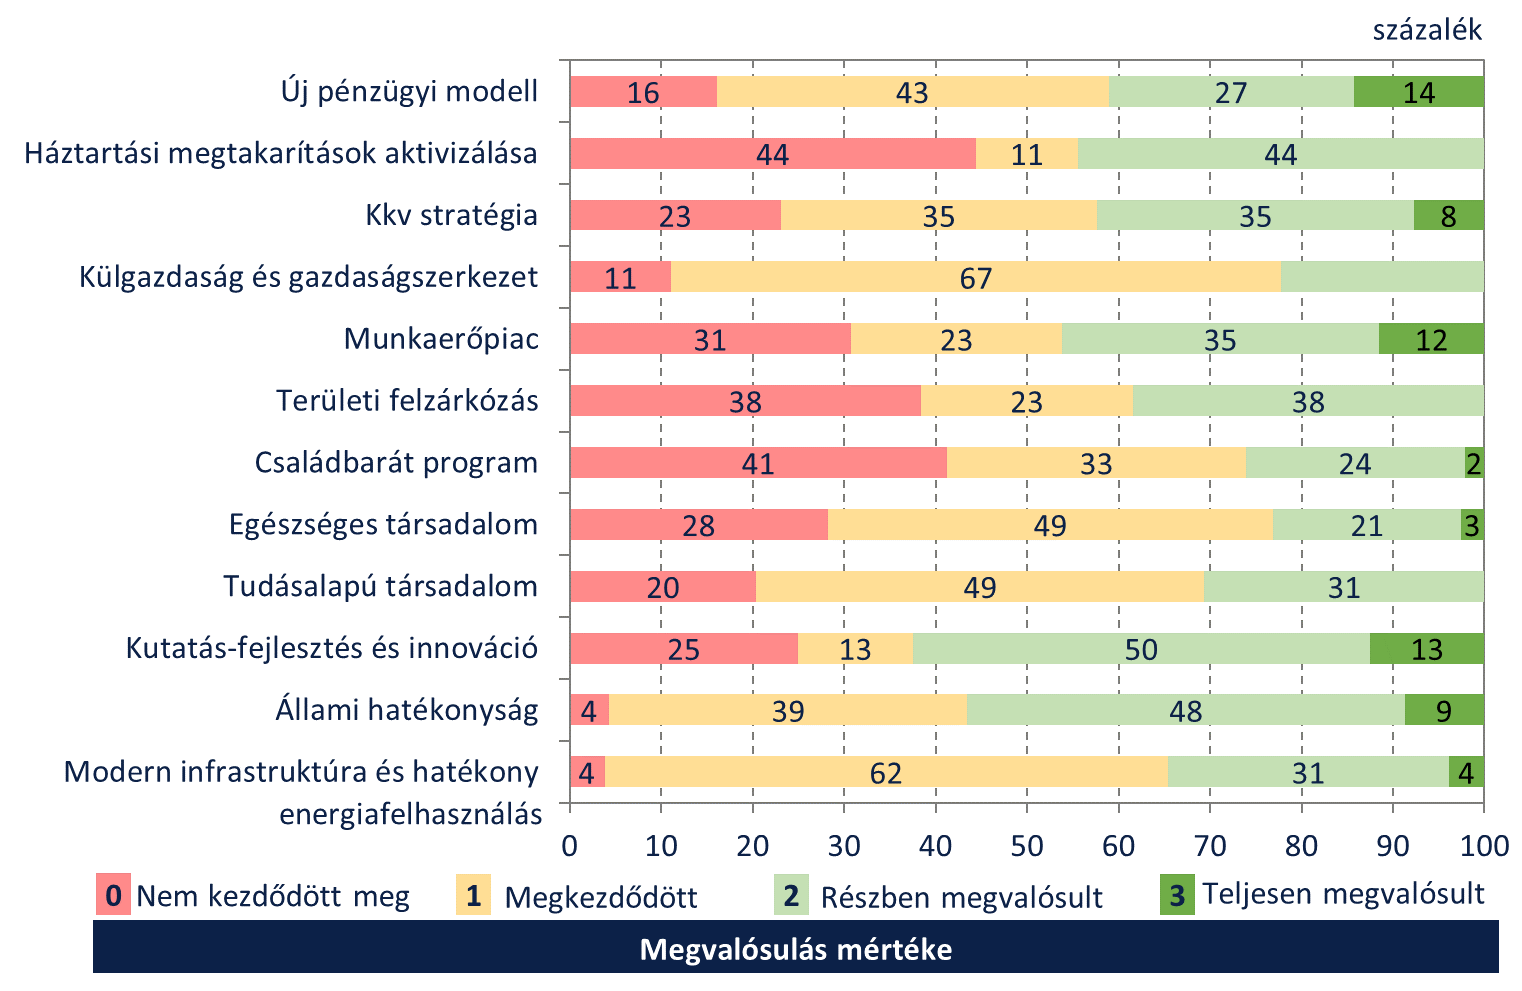 százalék
Új pénzügyi modell 16 43 27 14
Háztartási megtakarítások aktivizálása 44 11 44
Kkv stratégia 23 35 35 8
Külgazdaság és gazdaságszerkezet 11 67
Munkaerőpiac 31 23 35 12
Területi felzárkózás 38 23 38
Családbarát program 41 33 24 2
Egészséges társadalom 28 49 21 3
Tudásalapú társadalom 20 49 31
Kutatás-fejlesztés és innováció 25 13 50 13
Állami hatékonyság 4 39 48 9
Modern infrastruktúra és hatékony 4 62 31 4
energiafelhasználás
0 10 20 30 40 50 60 70 80 90 100
0 Nem kezdődött meg 1 Megkezdődött 2 Részben megvalósult 3 Teljesen megvalósult
Megvalósulás mértéke